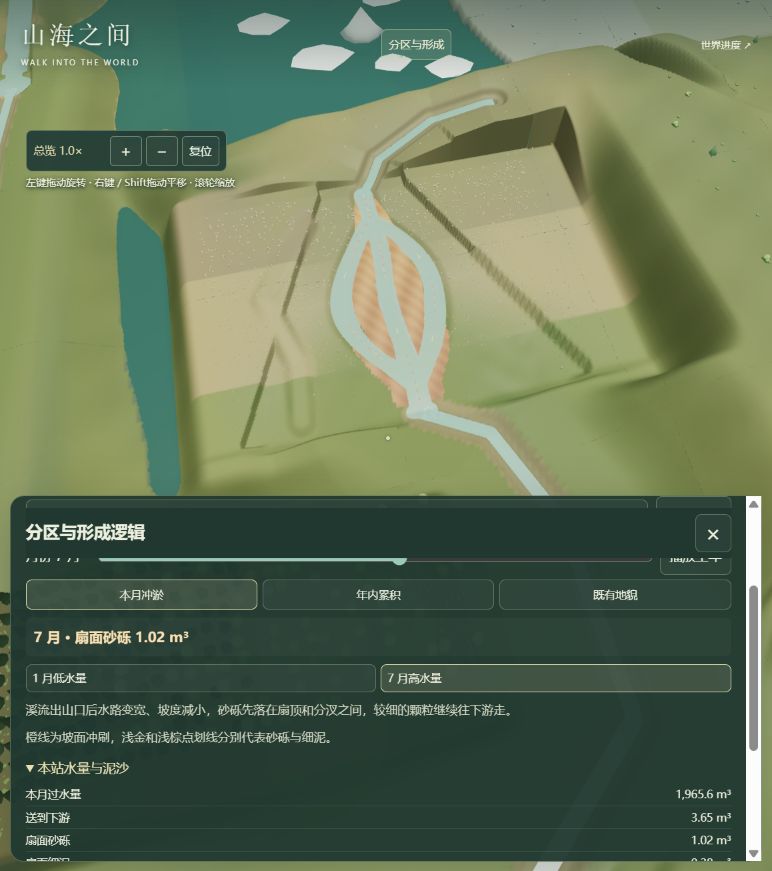 山海之间
WALK INTO THE WORLD
分区与形成
世界进度 ↗
总览 1.0×
+
−
复位
左键拖动旋转 · 右键 / Shift拖动平移 · 滚轮缩放
分区与形成逻辑
×
本月冲淤
年内累积
既有地貌
7 月 • 扇面砂砾 1.02 m³
1 月低水量
7 月高水量
溪流出山口后水路变宽、坡度减小，砂砾先落在扇顶和分汊之间，较细的颗粒继续往下游走。
橙线为坡面冲刷，浅金和浅棕点划线分别代表砂砾与细泥。
▼ 本站水量与泥沙
本月过水量 1,965.6 m³
送到下游 3.65 m³
扇面砂砾 1.02 m³